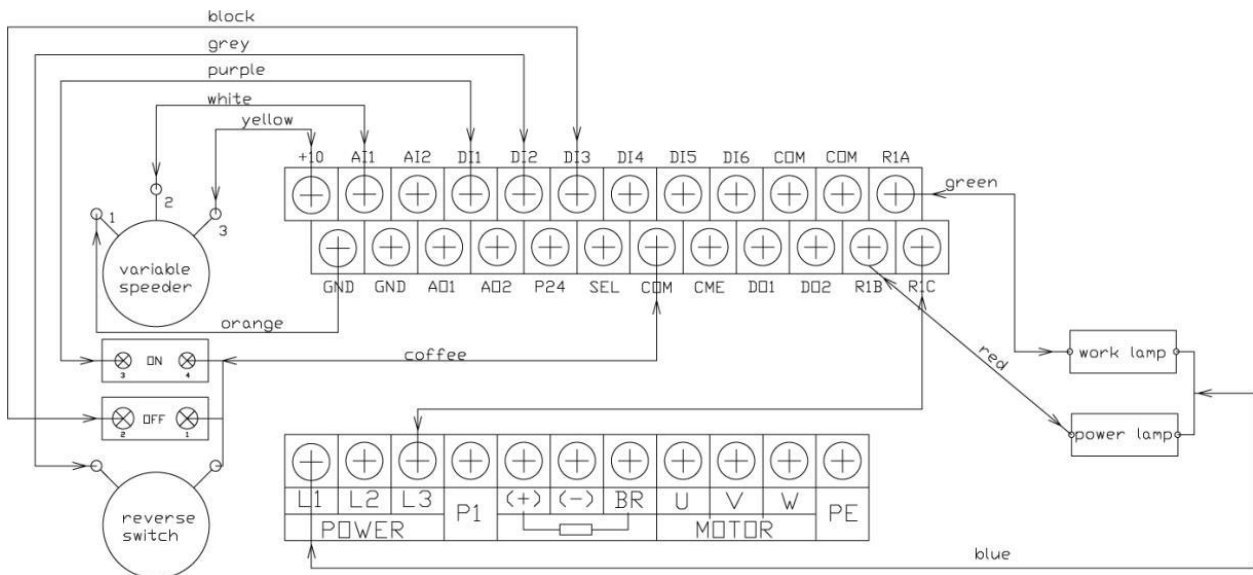 block
grey
purple
white
yellow
+10 AI1 AI2 DI1 DI2 DI3 DI4 DI5 DI6 COM COM R1A
green
1
2
3
variable
speeder
GND GND AO1 AO2 P24 SEL COM CME DO1 DO2 R1B R1C
orange
coffee
red
3 ON 4
2 OFF 1
work lamp
power lamp
reverse
switch
L1 L2 L3 P1 (+) (-) BR U V W PE
POWER MOTOR
blue